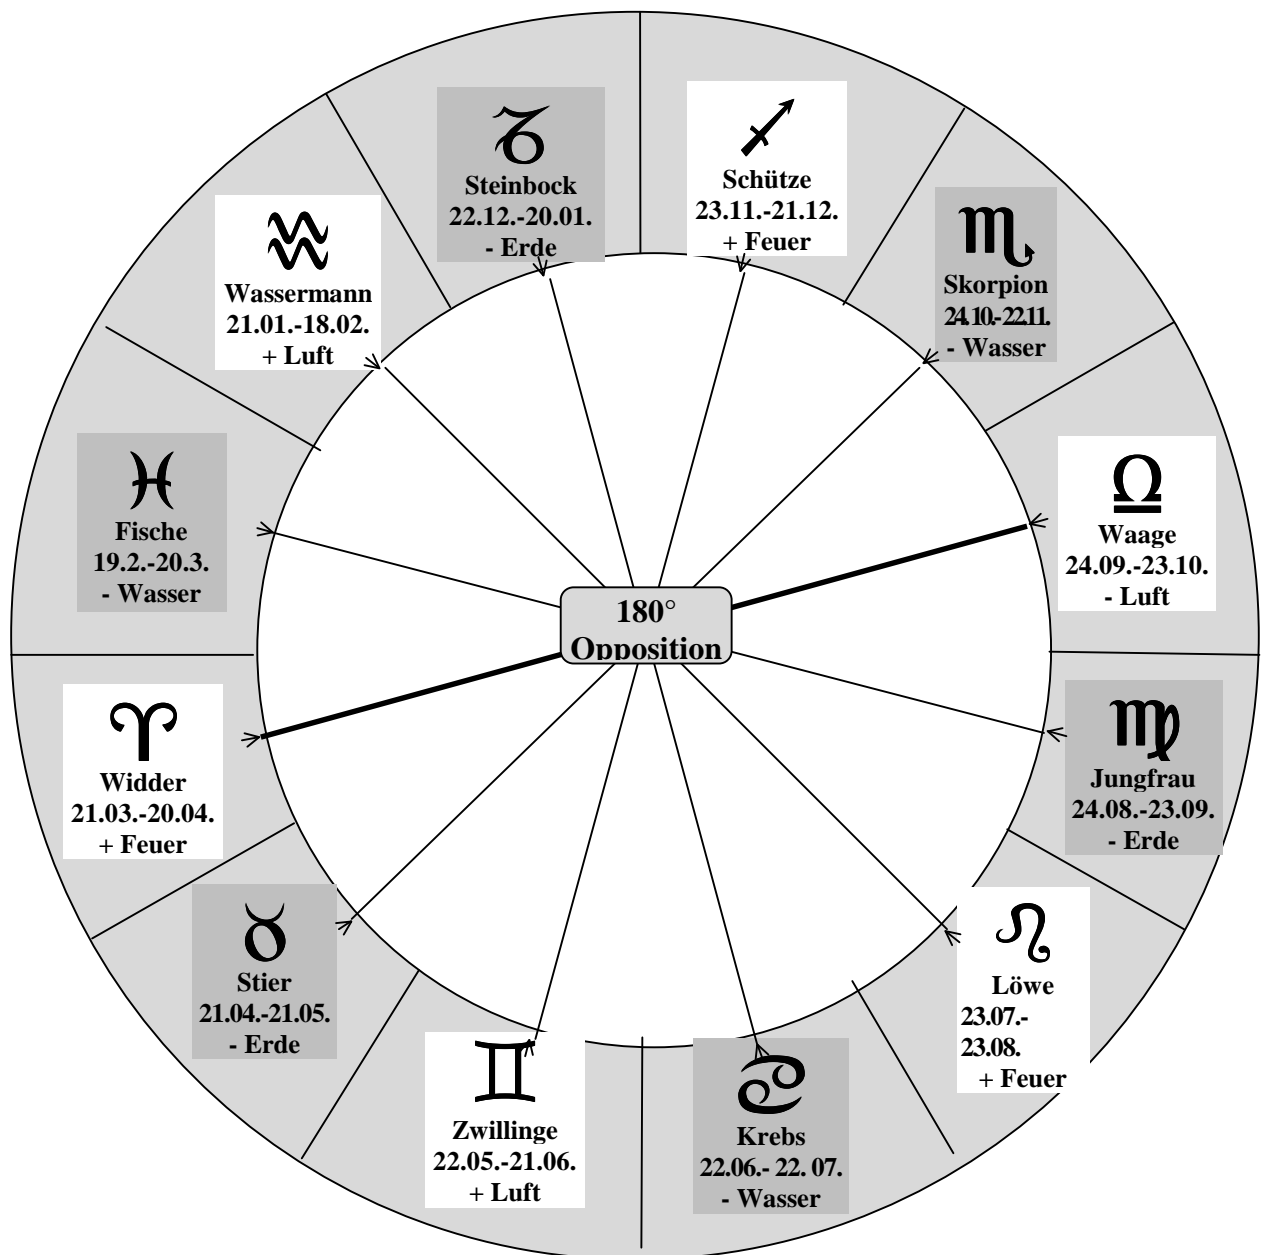 Steinbock
22.12.-20.01.
- Erde
Schütze
23.11.-21.12.
+ Feuer
Wassermann
21.01.-18.02.
+ Luft
Skorpion
24.10.-22.11.
- Wasser
Fische
19.2.-20.3.
- Wasser
Waage
24.09.-23.10.
- Luft
180°
Opposition
Widder
21.03.-20.04.
+ Feuer
Jungfrau
24.08.-23.09.
- Erde
Stier
21.04.-21.05.
- Erde
Löwe
23.07.-
23.08.
+ Feuer
Zwillinge
22.05.-21.06.
+ Luft
Krebs
22.06.- 22. 07.
- Wasser